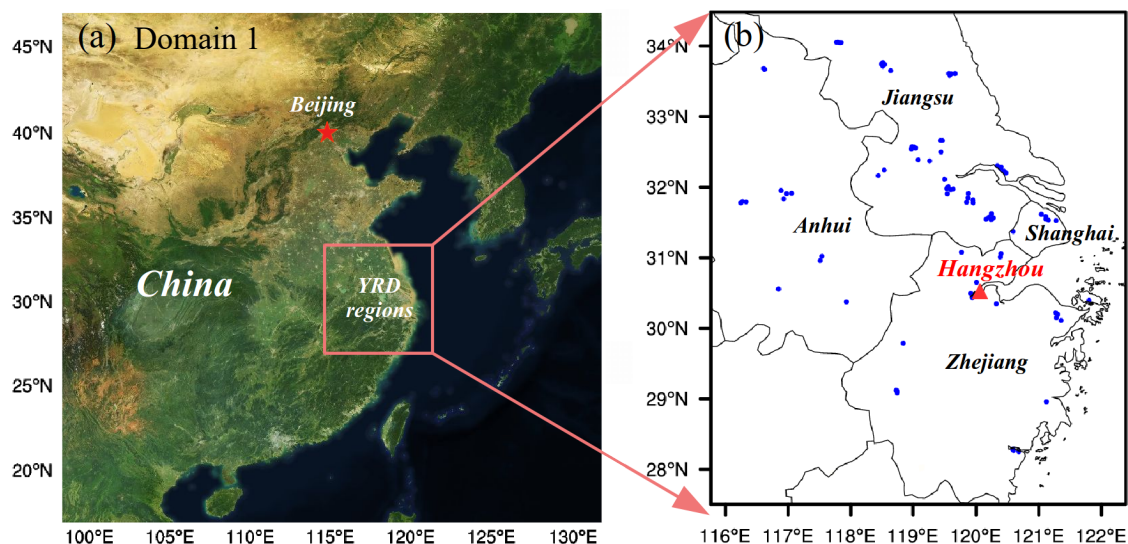 (a) Domain 1
45°N
40°N
35°N
30°N
25°N
20°N
100°E 105°E 110°E 115°E 120°E 125°E 130°E
Beijing
China
YRD
regions
(b)
34°N
33°N
32°N
31°N
30°N
29°N
28°N
116°E 117°E 118°E 119°E 120°E 121°E 122°E
Jiangsu
Anhui
Shanghai
Hangzhou
Zhejiang